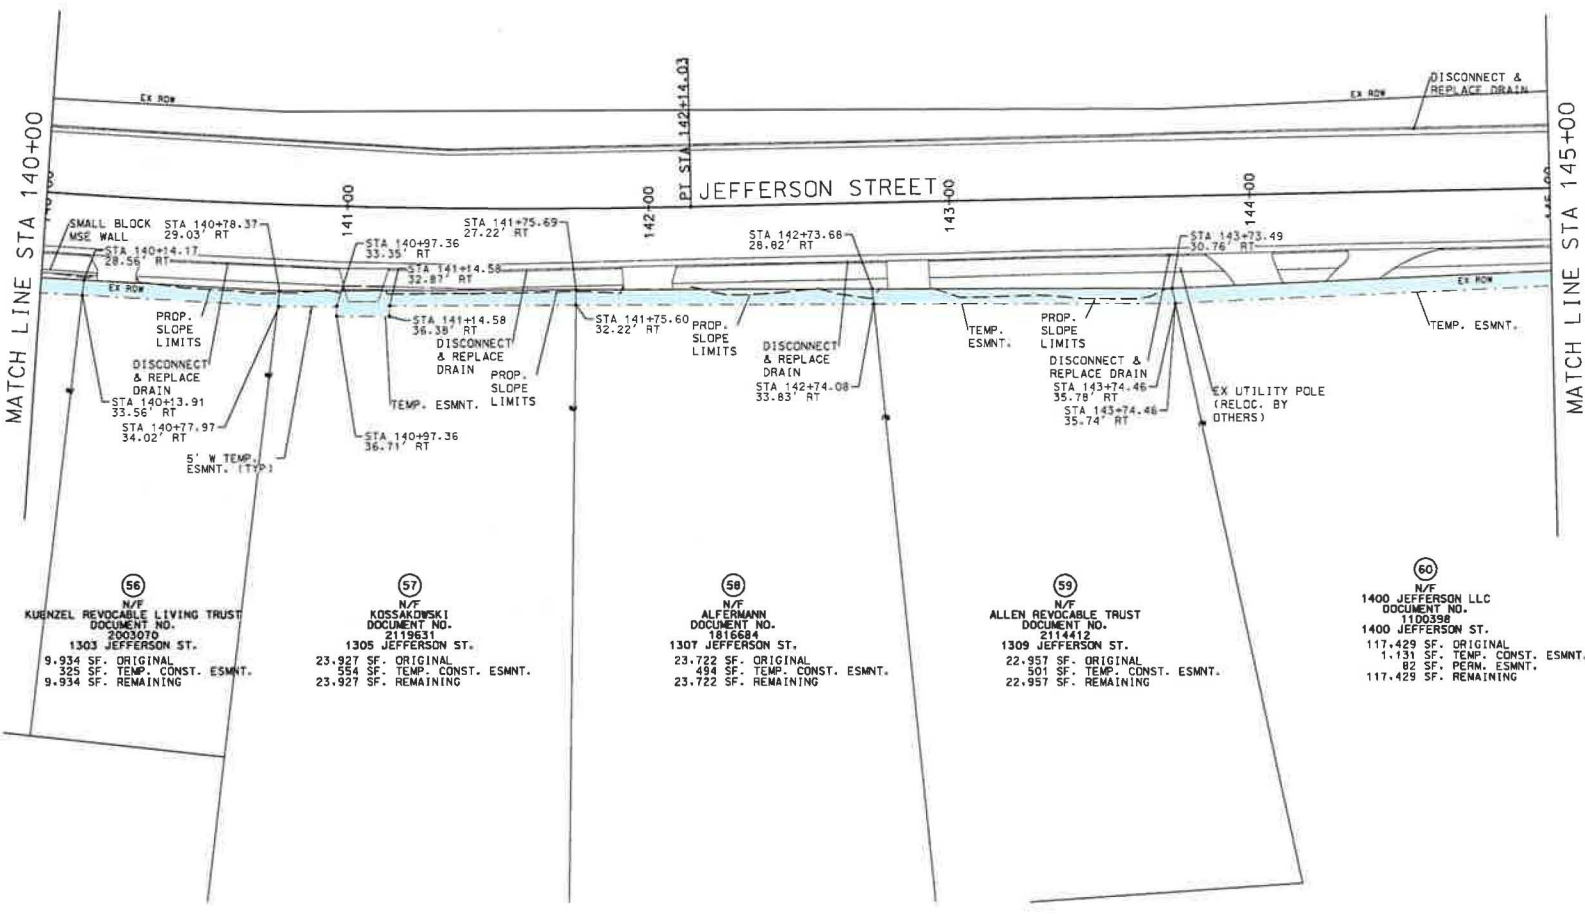 MATCH LINE STA 140+00
MATCH LINE STA 145+00
EX ROW
EX ROW
DISCONNECT &
REPLACE DRAIN
PT STA 142+14.03
JEFFERSON STREET
141+00
142+00
143+00
144+00
SMALL BLOCK
MSE WALL
STA 140+78.37
29.03' RT
STA 140+14.17
28.56' RT
STA 140+97.36
33.35' RT
STA 141+14.58
32.87' RT
STA 141+75.69
27.22' RT
STA 142+73.68
28.82' RT
STA 143+73.49
30.76' RT
EX ROW
EX ROW
PROP.
SLOPE
LIMITS
DISCONNECT
& REPLACE
DRAIN
STA 140+13.91
33.56' RT
STA 140+77.97
34.02' RT
5' W TEMP.
ESMNT. (TYP)
STA 141+14.58
36.38' RT
DISCONNECT
& REPLACE
DRAIN
PROP.
SLOPE
LIMITS
TEMP. ESMNT.
STA 140+97.36
36.71' RT
STA 141+75.60
32.22' RT
PROP.
SLOPE
LIMITS
DISCONNECT
& REPLACE
DRAIN
STA 142+74.08
33.83' RT
TEMP.
ESMNT.
PROP.
SLOPE
LIMITS
DISCONNECT &
REPLACE DRAIN
STA 143+74.46
35.78' RT
STA 143+74.46
35.74' RT
EX UTILITY POLE
(RELOC. BY
OTHERS)
TEMP. ESMNT.
56
N/F
KUENZEL REVOCABLE LIVING TRUST
DOCUMENT NO.
2003070
1303 JEFFERSON ST.
9,934 SF. ORIGINAL
325 SF. TEMP. CONST. ESMNT.
9,934 SF. REMAINING
57
N/F
KOSSAKOWSKI
DOCUMENT NO.
2119631
1305 JEFFERSON ST.
23,927 SF. ORIGINAL
554 SF. TEMP. CONST. ESMNT.
23,927 SF. REMAINING
58
N/F
ALFERMANN
DOCUMENT NO.
1816684
1307 JEFFERSON ST.
23,722 SF. ORIGINAL
494 SF. TEMP. CONST. ESMNT.
23,722 SF. REMAINING
59
N/F
ALLEN REVOCABLE TRUST
DOCUMENT NO.
2114412
1309 JEFFERSON ST.
22,957 SF. ORIGINAL
501 SF. TEMP. CONST. ESMNT.
22,957 SF. REMAINING
60
N/F
1400 JEFFERSON LLC
DOCUMENT NO.
1100398
1400 JEFFERSON ST.
117,429 SF. ORIGINAL
1,131 SF. TEMP. CONST. ESMNT.
82 SF. PERM. ESMNT.
117,429 SF. REMAINING